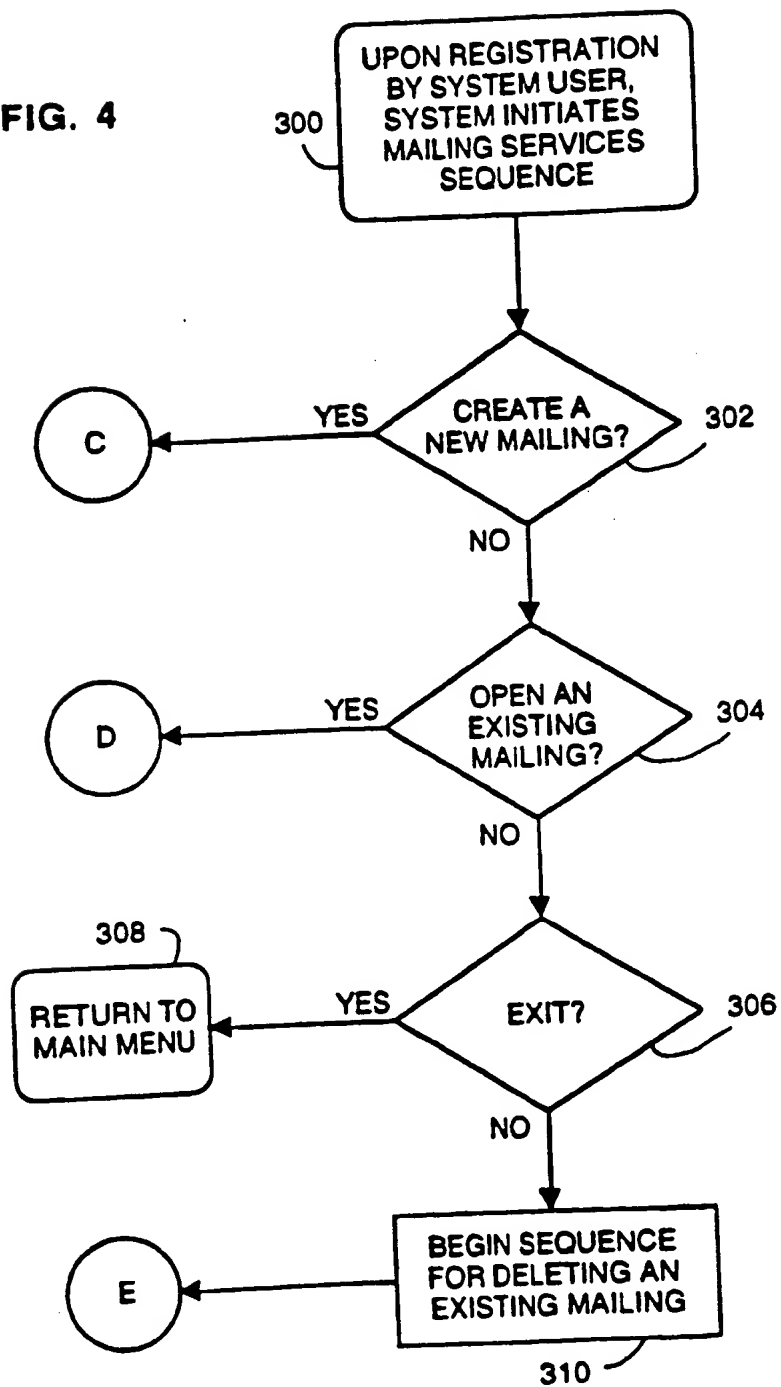 FIG. 4
300
UPON REGISTRATION
BY SYSTEM USER,
SYSTEM INITIATES
MAILING SERVICES
SEQUENCE
C
YES
CREATE A
NEW MAILING?
302
NO
D
YES
OPEN AN
EXISTING
MAILING?
304
NO
308
RETURN TO
MAIN MENU
YES
EXIT?
306
NO
E
BEGIN SEQUENCE
FOR DELETING AN
EXISTING MAILING
310